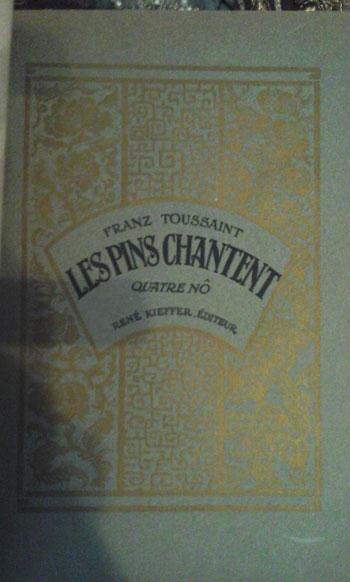 FRANZ TOUSSAINT
LES PINS CHANTENT
QUATRE NÔ
RENÉ KIEFFER, ÉDITEUR